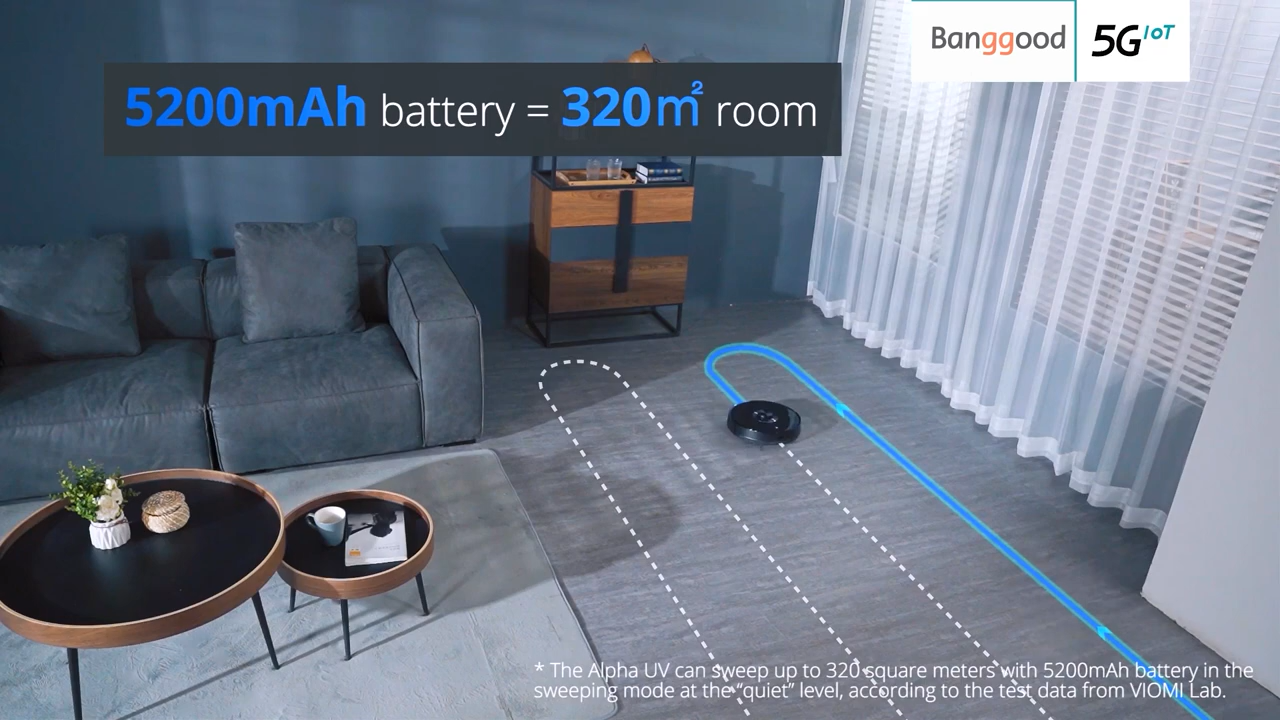 Banggood
5G IoT
5200mAh battery = 320㎡ room
* The Alpha UV can sweep up to 320 square meters with 5200mAh battery in the
sweeping mode at the “quiet” level, according to the test data from VIOMI Lab.